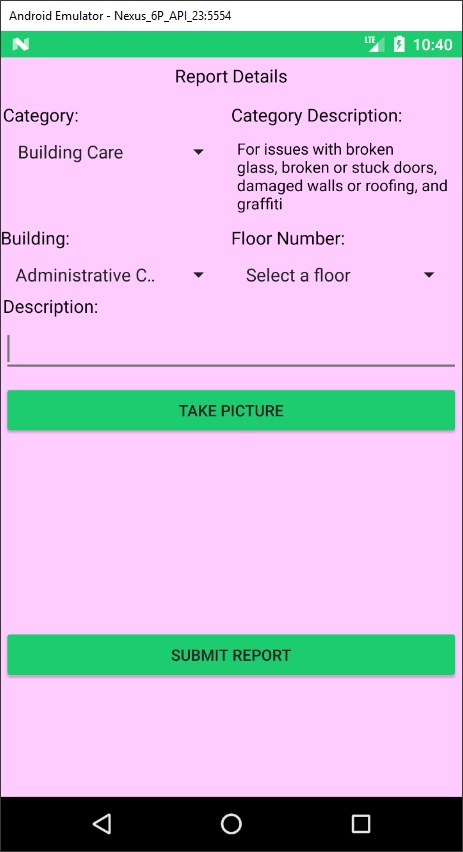 Android Emulator - Nexus_6P_API_23:5554
LTE 10:40
Report Details
Category:
Category Description:
Building Care
For issues with broken
glass, broken or stuck doors,
damaged walls or roofing, and
graffiti
Building:
Floor Number:
Administrative C..
Select a floor
Description:
TAKE PICTURE
SUBMIT REPORT